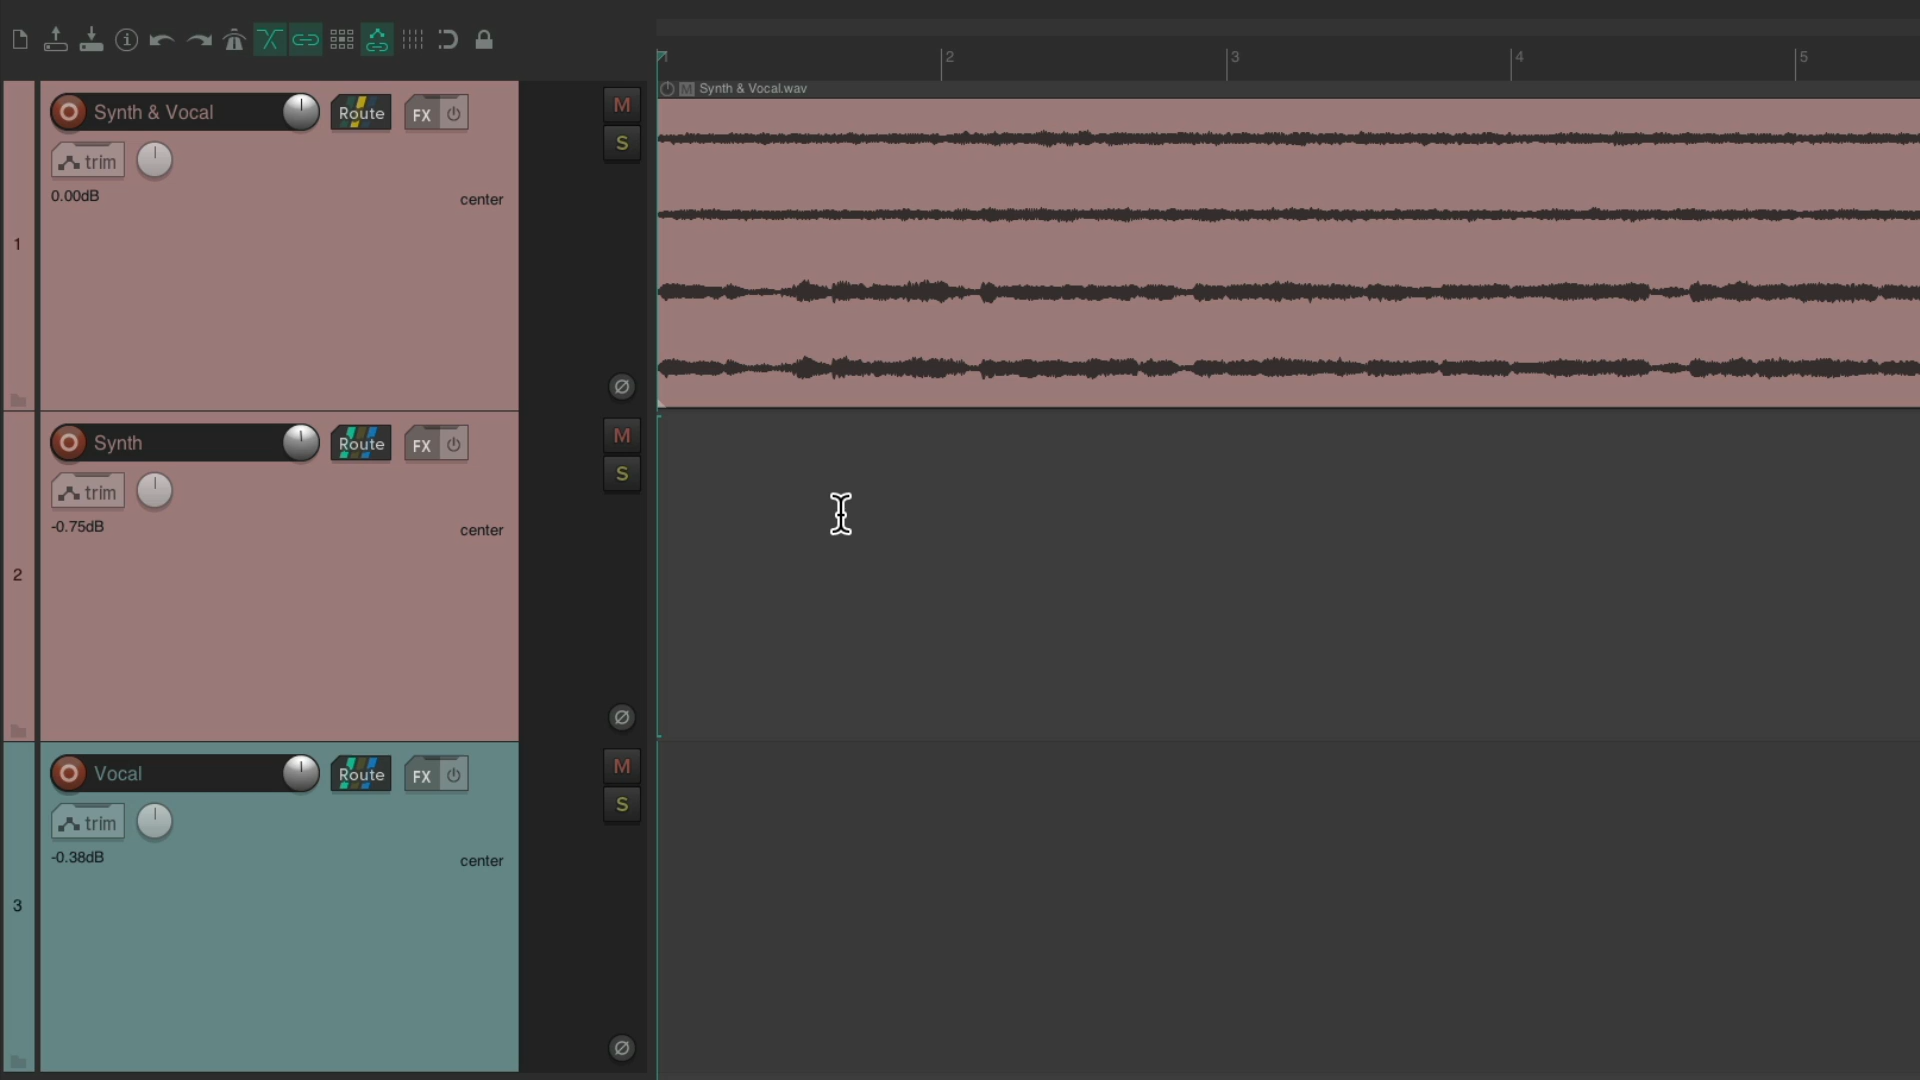 1 2 3 4 5
M Synth & Vocal.wav
Synth & Vocal Route FX M
trim S
0.00dB center
1
Synth Route FX M
trim S
-0.75dB center
2
Vocal Route FX M
trim S
-0.38dB center
3